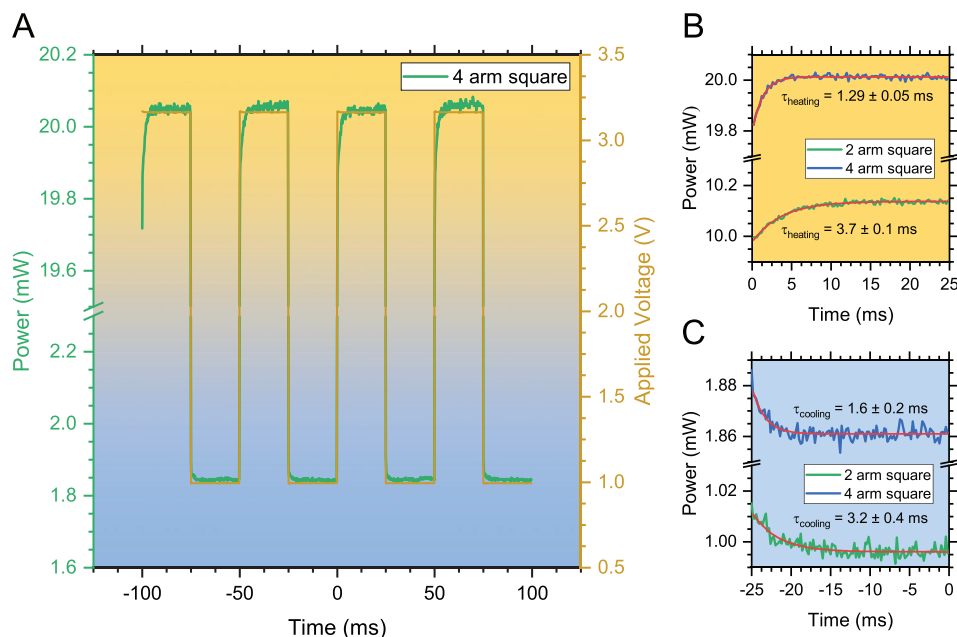 A
20.2
20.0
19.8
19.6
2.2
2.0
1.8
1.6
Power (mW)
4 arm square
3.5
3.0
2.5
2.0
1.5
1.0
0.5
Applied Voltage (V)
-100
-50
0
50
100
Time (ms)
B
20.0
19.8
10.2
10.0
Power (mW)
τheating = 1.29 ± 0.05 ms
2 arm square
4 arm square
τheating = 3.7 ± 0.1 ms
0
5
10
15
20
25
Time (ms)
C
1.88
1.86
1.02
1.00
Power (mW)
τcooling = 1.6 ± 0.2 ms
2 arm square
4 arm square
τcooling = 3.2 ± 0.4 ms
-25
-20
-15
-10
-5
0
Time (ms)